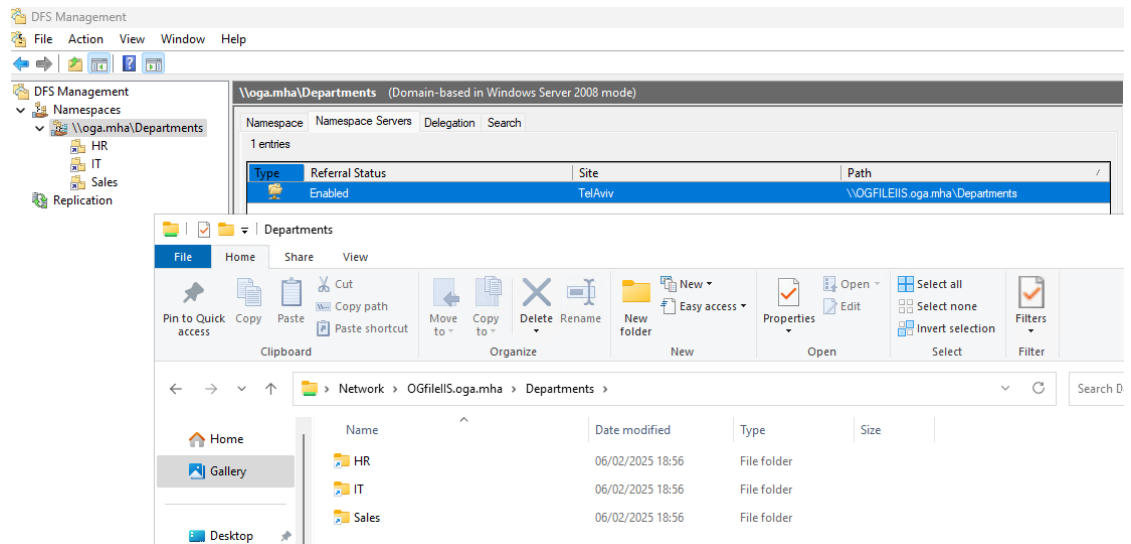 DFS Management
File Action View Window Help
DFS Management
Namespaces
\\oga.mha\Departments
HR
IT
Sales
Replication
\\oga.mha\Departments (Domain-based in Windows Server 2008 mode)
Namespace Namespace Servers Delegation Search
1 entries
Type Referral Status Site Path
Enabled TelAviv \\OGFILEIIS.oga.mha\Departments
Departments
File Home Share View
Pin to Quick access
Copy
Paste
Cut
Copy path
Paste shortcut
Clipboard
Move to
Copy to
Delete
Rename
Organize
New folder
New
Easy access
New
Properties
Open
Edit
Open
Select all
Select none
Invert selection
Select
Filters
Filter
Network > OGfileIIS.oga.mha > Departments >
Search D
Home
Gallery
Desktop
Name Date modified Type Size
HR 06/02/2025 18:56 File folder
IT 06/02/2025 18:56 File folder
Sales 06/02/2025 18:56 File folder